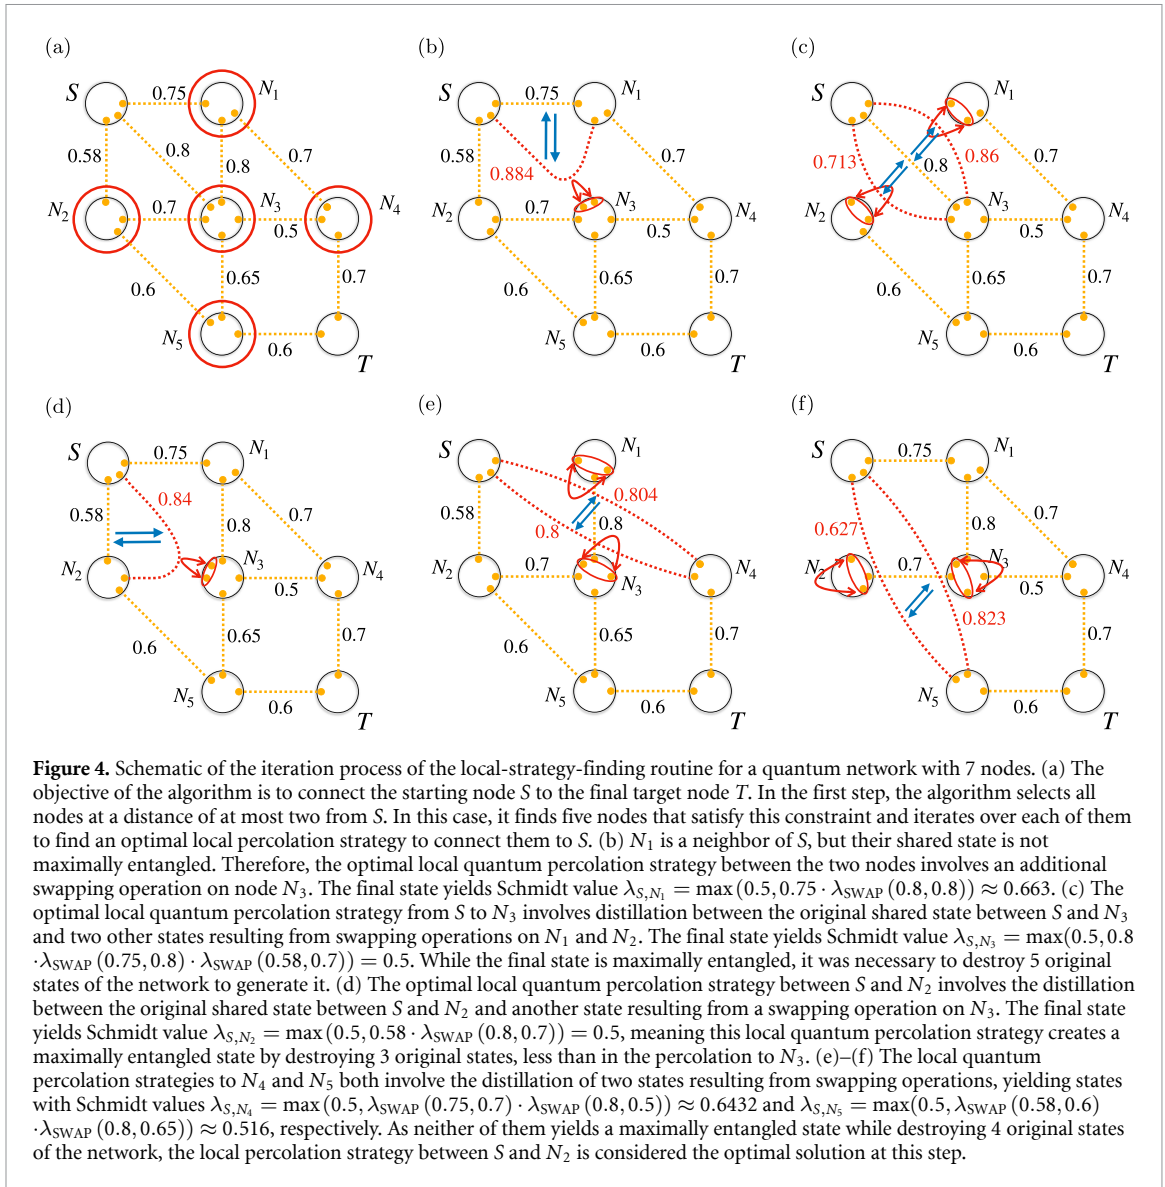 (a)
S
0.75
N1
0.58
0.8
0.8
0.7
N2
0.7
N3
0.5
N4
0.6
0.65
0.7
N5
0.6
T
(b)
S
0.75
N1
0.58
0.884
0.7
N2
0.7
N3
0.5
N4
0.6
0.65
0.7
N5
0.6
T
(c)
S
N1
0.713
0.8
0.86
0.7
N2
N3
0.5
N4
0.6
0.65
0.7
N5
0.6
T
(d)
S
0.75
N1
0.84
0.58
0.8
0.7
N2
N3
0.5
N4
0.6
0.65
0.7
N5
0.6
T
(e)
S
N1
0.804
0.58
0.8
0.8
N2
0.7
N3
N4
0.6
0.65
0.7
N5
0.6
T
(f)
S
0.75
N1
0.627
0.8
0.7
N2
0.7
N3
0.5
N4
0.823
0.7
N5
0.6
T
Figure 4. Schematic of the iteration process of the local-strategy-finding routine for a quantum network with 7 nodes. (a) The
objective of the algorithm is to connect the starting node S to the final target node T. In the first step, the algorithm selects all
nodes at a distance of at most two from S. In this case, it finds five nodes that satisfy this constraint and iterates over each of them
to find an optimal local percolation strategy to connect them to S. (b) N1 is a neighbor of S, but their shared state is not
maximally entangled. Therefore, the optimal local quantum percolation strategy between the two nodes involves an additional
swapping operation on node N3. The final state yields Schmidt value λS,N1 = max(0.5, 0.75 · λSWAP (0.8, 0.8)) ≈ 0.663. (c) The
optimal local quantum percolation strategy from S to N3 involves distillation between the original shared state between S and N3
and two other states resulting from swapping operations on N1 and N2. The final state yields Schmidt value λS,N3 = max(0.5, 0.8
·λSWAP (0.75, 0.8) · λSWAP (0.58, 0.7)) = 0.5. While the final state is maximally entangled, it was necessary to destroy 5 original
states of the network to generate it. (d) The optimal local quantum percolation strategy between S and N2 involves the distillation
between the original shared state between S and N2 and another state resulting from a swapping operation on N3. The final state
yields Schmidt value λS,N2 = max(0.5, 0.58 · λSWAP (0.8, 0.7)) = 0.5, meaning this local quantum percolation strategy creates a
maximally entangled state by destroying 3 original states, less than in the percolation to N3. (e)–(f) The local quantum
percolation strategies to N4 and N5 both involve the distillation of two states resulting from swapping operations, yielding states
with Schmidt values λS,N4 = max(0.5, λSWAP (0.75, 0.7) · λSWAP (0.8, 0.5)) ≈ 0.6432 and λS,N5 = max(0.5, λSWAP (0.58, 0.6)
·λSWAP (0.8, 0.65)) ≈ 0.516, respectively. As neither of them yields a maximally entangled state while destroying 4 original states
of the network, the local percolation strategy between S and N2 is considered the optimal solution at this step.